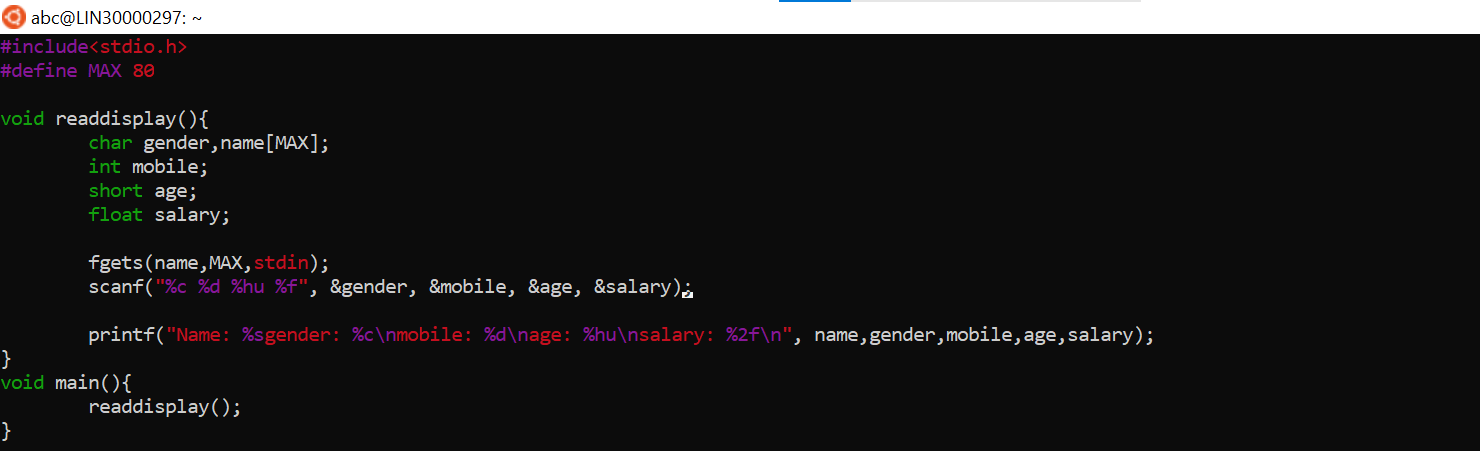 abc@LIN30000297: ~
#include<stdio.h>
#define MAX 80
void readdisplay(){
char gender,name[MAX];
int mobile;
short age;
float salary;
fgets(name,MAX,stdin);
scanf("%c %d %hu %f", &gender, &mobile, &age, &salary);
printf("Name: %sgender: %c\nmobile: %d\nage: %hu\nsalary: %2f\n", name,gender,mobile,age,salary);
}
void main(){
readdisplay();
}